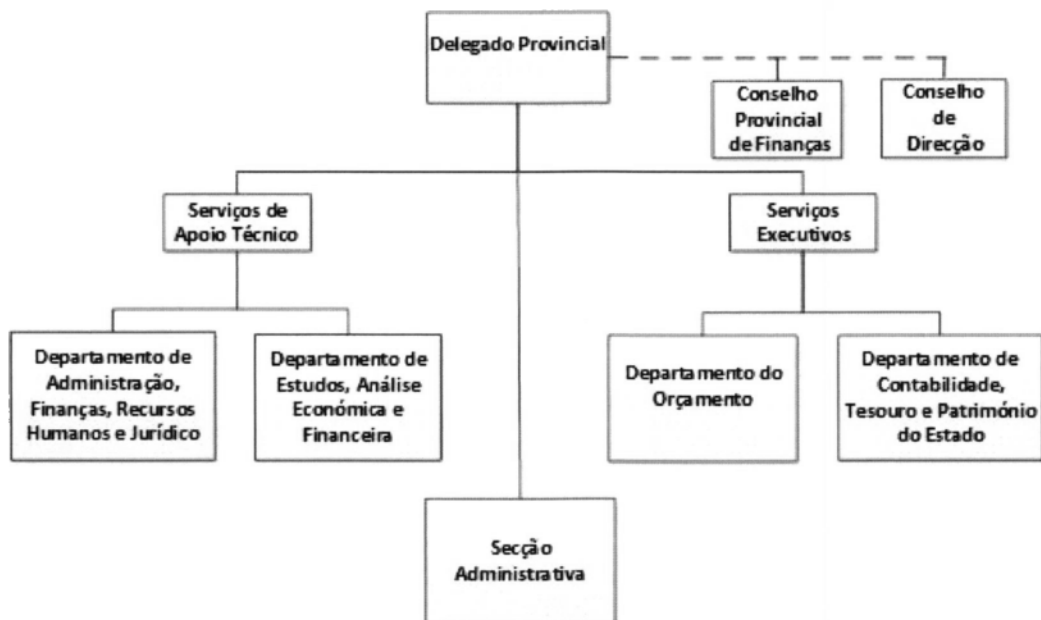 Delegado Provincial
Conselho
Provincial
de Finanças
Conselho
de
Direcção
Serviços de
Apoio Técnico
Serviços
Executivos
Departamento de
Administração,
Finanças, Recursos
Humanos e Jurídico
Departamento de
Estudos, Análise
Económica e
Financeira
Departamento do
Orçamento
Departamento de
Contabilidade,
Tesouro e Património
do Estado
Secção
Administrativa